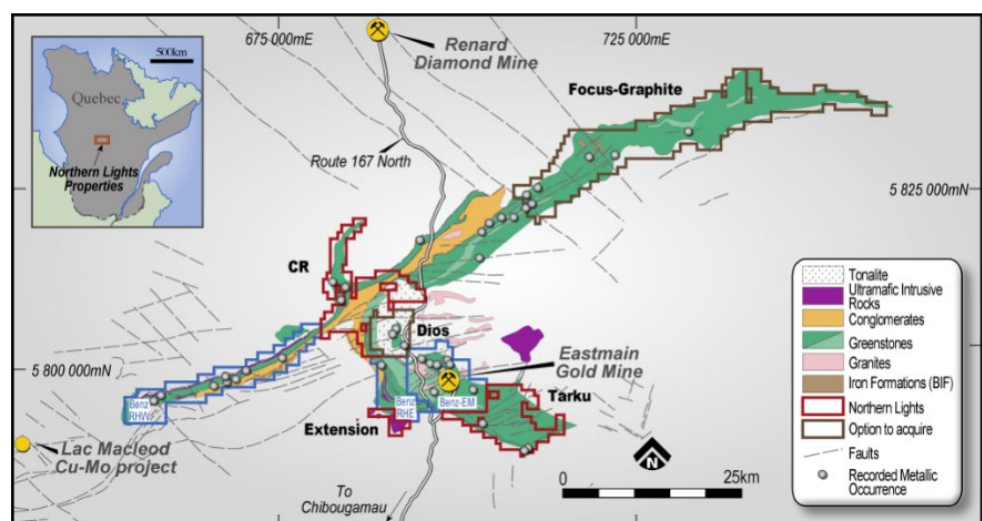 675 000mE
725 000mE
500km
Quebec
Northern Lights
Properties
Renard
Diamond Mine
Route 167 North
Focus-Graphite
5 825 000mN
CR
Dios
Eastmain
Gold Mine
5 800 000mN
Benz
RHW
Benz
RHE
Benz-EM
Tarku
Extension
Lac Macleod
Cu-Mo project
To
Chibougamau
N
0
25km
Tonalite
Ultramafic Intrusive
Rocks
Conglomerates
Greenstones
Granites
Iron Formations (BIF)
Northern Lights
Option to acquire
Faults
Recorded Metallic
Occurrence